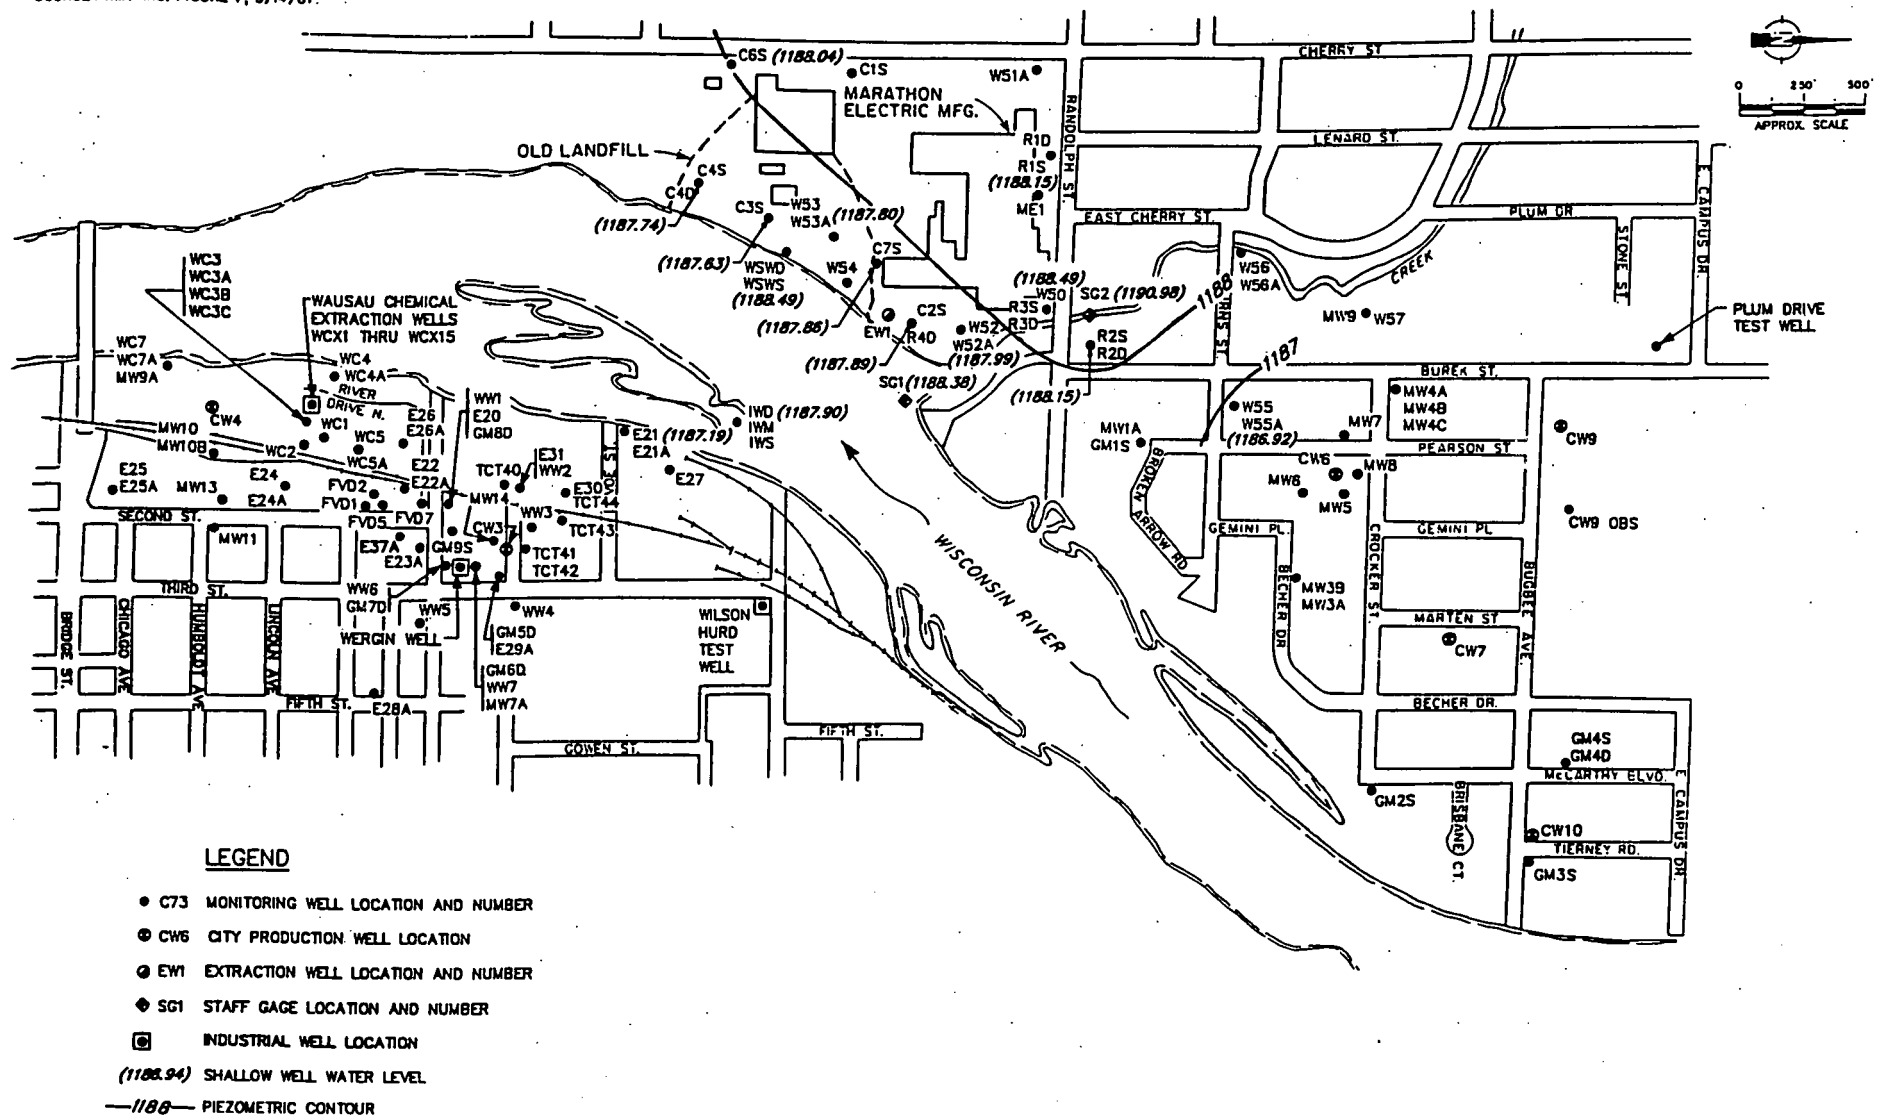 CHERRY ST
C6S (1188.04)
C1S
W51A
MARATHON
ELECTRIC MFG.
RANDOLPH ST.
0 250' 500'
APPROX. SCALE
LENARD ST.
OLD LANDFILL
R1D
R1S
(1188.15)
ME1
C4S
C4D
(1187.74)
C3S
(1187.63)
W53
W53A
(1187.80)
EAST CHERRY ST.
PLUM DR
STONE ST
E. CAMPUS DR.
C7S
W54
WSWD
WSWS
(1188.49)
(1187.86)
(1188.49)
W50
SG2 (1190.98)
1188
W56
W56A
CREEK
MW9
W57
PLUM DRIVE
TEST WELL
WC3
WC3A
WC3B
WC3C
WAUSAU CHEMICAL
EXTRACTION WELLS
WCX1 THRU WCX15
EW1
C2S
R4D
(1187.89)
W52
W52A
(1187.99)
R3S
R3D
R2S
R2D
(1188.15)
1187
BUREK ST.
WC7
WC7A
MW9A
WC4
WC4A
RIVER
DRIVE N.
CW4
MW10
MW10B
WC1
WC2
WC5
WC5A
E26
E26A
WW1
E20
GM8D
SG1 (1188.38)
IWD (1187.90)
IWM
IWS
E21 (1187.19)
E21A
E27
W55
W55A
(1186.92)
MW7
MW4A
MW4B
MW4C
CW9
MW1A
GM1S
PEARSON ST
CW6
MW8
MW6
MW5
CW9 OBS
BROKEN
ARROW RD
GEMINI PL.
GEMINI PL
E25
E25A
MW13
E24
E24A
FVD2
FVD1
FVD5
E22
E22A
FVD7
TCT40
E31
WW2
MW14
E30
TCT44
WW3
TCT43
CW3
TCT41
TCT42
SECOND ST.
MW11
E37A
E23A
GM9S
THIRD ST.
WW6
GM7D
WW5
WERGIN WELL
WW4
GM5D
E29A
GM6D
WW7
MW7A
WILSON
HURD
TEST
WELL
WISCONSIN RIVER
BECHER DR
MW3B
MW3A
CROCKER ST.
BUGBEE AVE.
MARTEN ST
CW7
BECHER DR.
BRIDGE ST.
CHICAGO AVE
HUMBOLDT AVE
LINCOLN AVE
FIFTH ST.
E28A
GOWEN ST.
FIFTH ST.
GM4S
GM4D
McCARTHY BLVD.
GM2S
BRISBANE CT.
CW10
TIERNEY RD.
GM3S
E CAMPUS DR.
LEGEND
C73 MONITORING WELL LOCATION AND NUMBER
CW6 CITY PRODUCTION WELL LOCATION
EW1 EXTRACTION WELL LOCATION AND NUMBER
SG1 STAFF GAGE LOCATION AND NUMBER
INDUSTRIAL WELL LOCATION
(1186.94) SHALLOW WELL WATER LEVEL
1188 PIEZOMETRIC CONTOUR